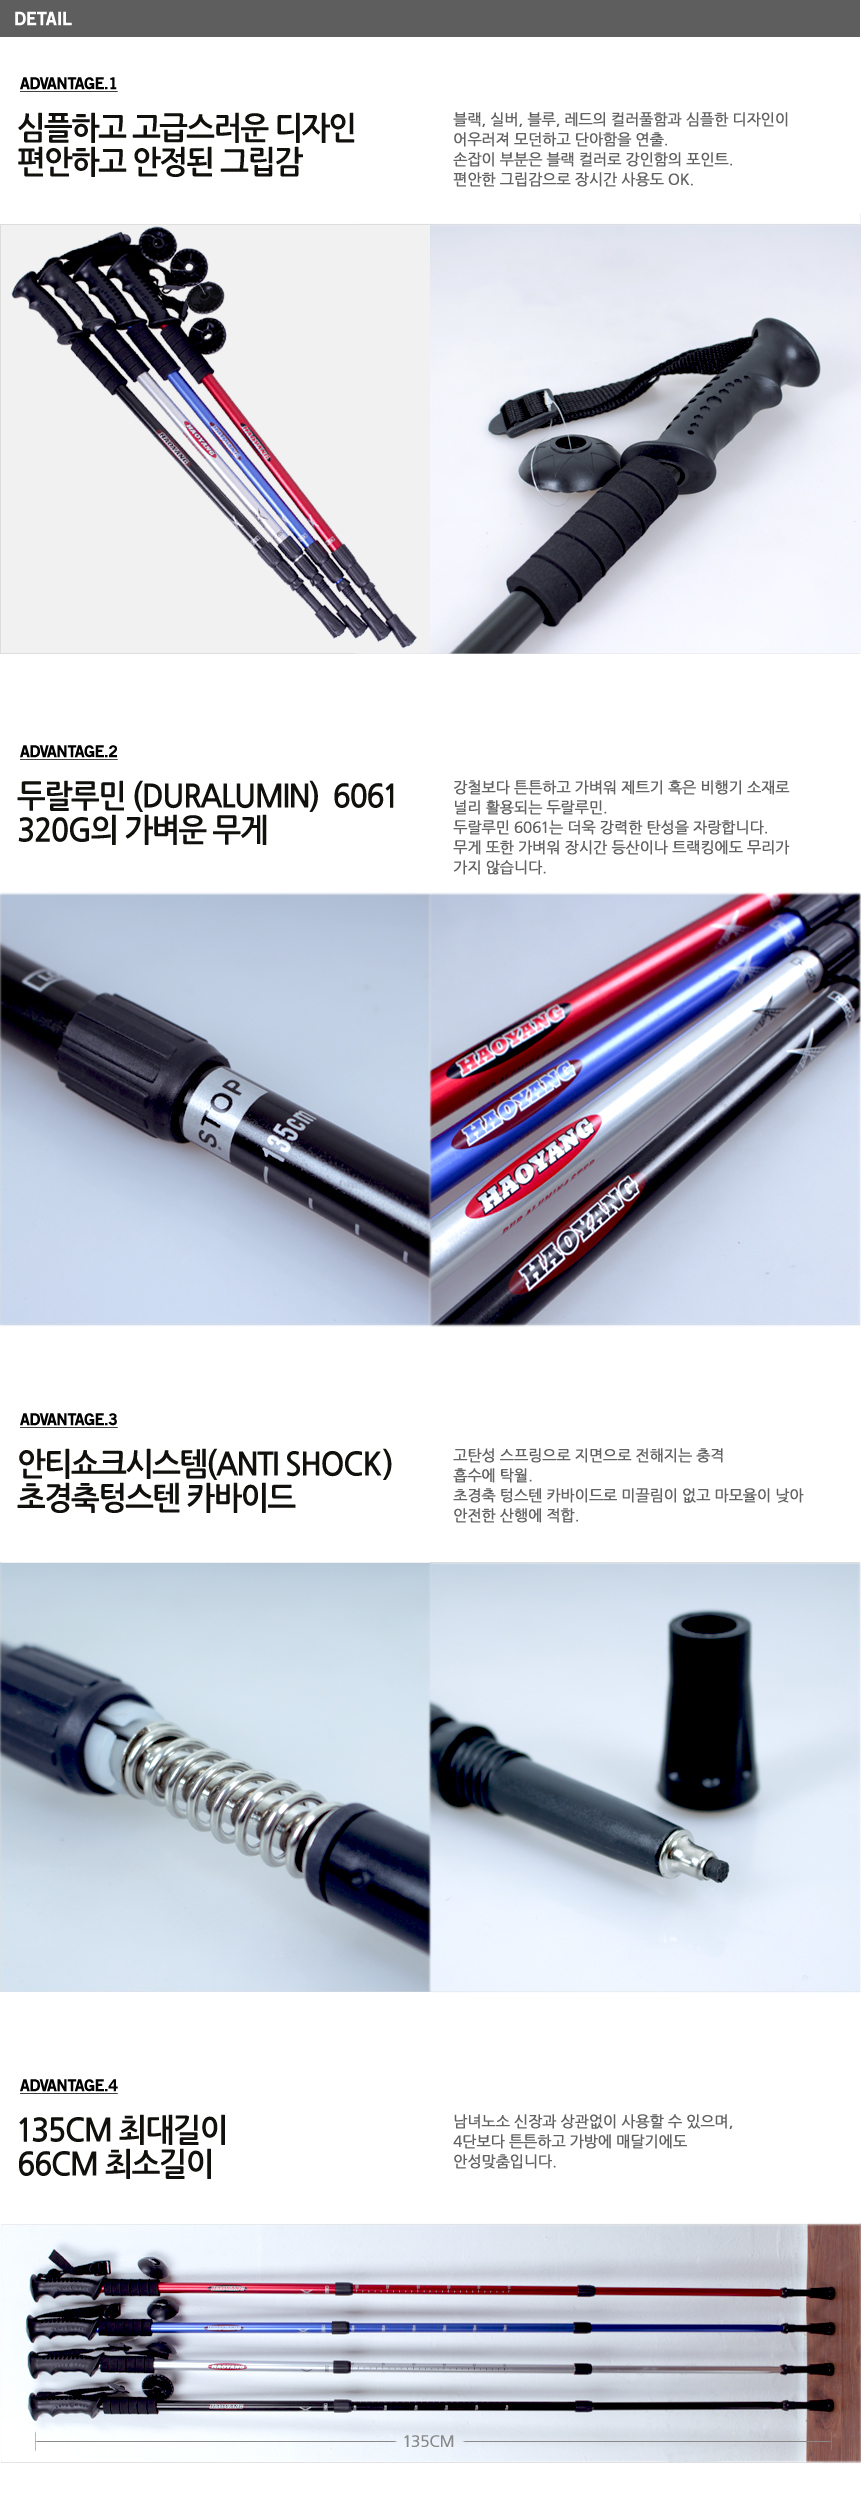 DETAIL
ADVANTAGE.1
심플하고 고급스러운 디자인
편안하고 안정된 그립감
블랙, 실버, 블루, 레드의 컬러풀함과 심플한 디자인이
어우러져 모던하고 단아함을 연출.
손잡이 부분은 블랙 컬러로 강인함의 포인트.
편안한 그립감으로 장시간 사용도 OK.
HAOYANG
HAOYANG
HAOYANG
HAOYANG
ADVANTAGE.2
두랄루민 (DURALUMIN) 6061
320G의 가벼운 무게
강철보다 튼튼하고 가벼워 제트기 혹은 비행기 소재로
널리 활용되는 두랄루민.
두랄루민 6061는 더욱 강력한 탄성을 자랑합니다.
무게 또한 가벼워 장시간 등산이나 트랙킹에도 무리가
가지 않습니다.
STOP
135cm
HAOYANG
HAOYANG
HAOYANG
HAOYANG
ADVANTAGE.3
안티쇼크시스템(ANTI SHOCK)
초경축텅스텐 카바이드
고탄성 스프링으로 지면으로 전해지는 충격
흡수에 탁월.
초경축 텅스텐 카바이드로 미끌림이 없고 마모율이 낮아
안전한 산행에 적합.
ADVANTAGE.4
135CM 최대길이
66CM 최소길이
남녀노소 신장과 상관없이 사용할 수 있으며,
4단보다 튼튼하고 가방에 매달기에도
안성맞춤입니다.
HAOYANG
HAOYANG
HAOYANG
HAOYANG
135CM